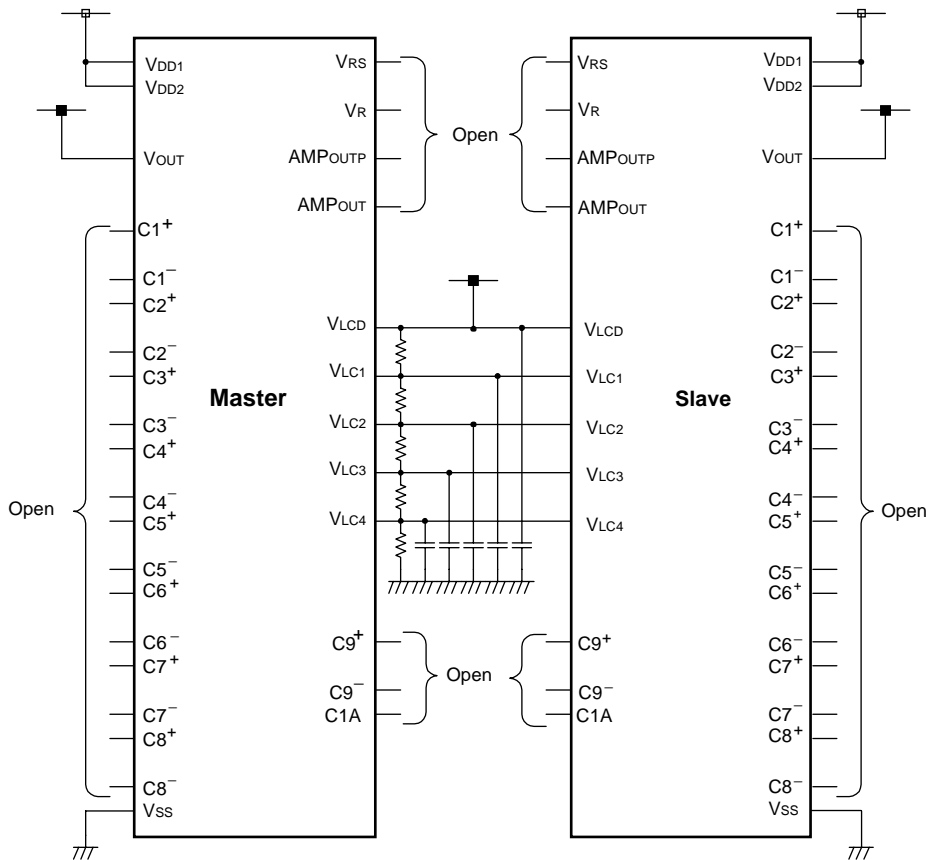 VDD1
VDD2
VOUT
C1+
C1−
C2+
C2−
C3+
C3−
C4+
C4−
C5+
C5−
C6+
C6−
C7+
C7−
C8+
C8−
VSS
Open
Master
VRS
VR
AMPOUTP
AMPOUT
VLCD
VLC1
VLC2
VLC3
VLC4
C9+
C9−
C1A
Open
Open
VRS
VR
AMPOUTP
AMPOUT
VLCD
VLC1
VLC2
VLC3
VLC4
C9+
C9−
C1A
Slave
VDD1
VDD2
VOUT
C1+
C1−
C2+
C2−
C3+
C3−
C4+
C4−
C5+
C5−
C6+
C6−
C7+
C7−
C8+
C8−
VSS
Open